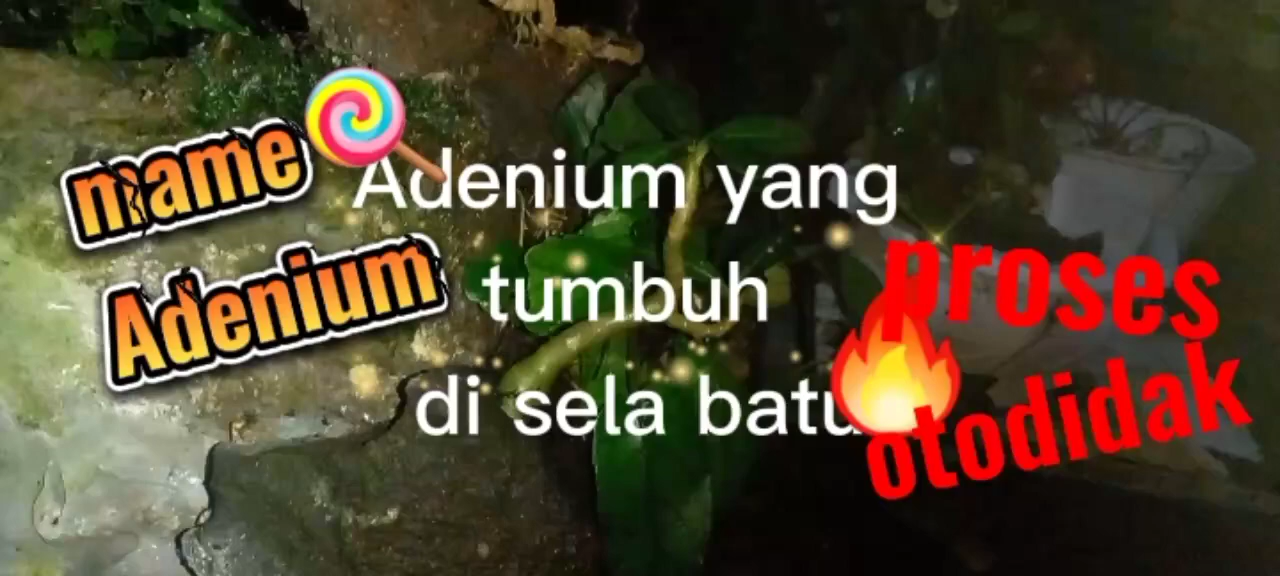 mame
Adenium
Adenium yang
tumbuh
di sela batu
proses
otodidak